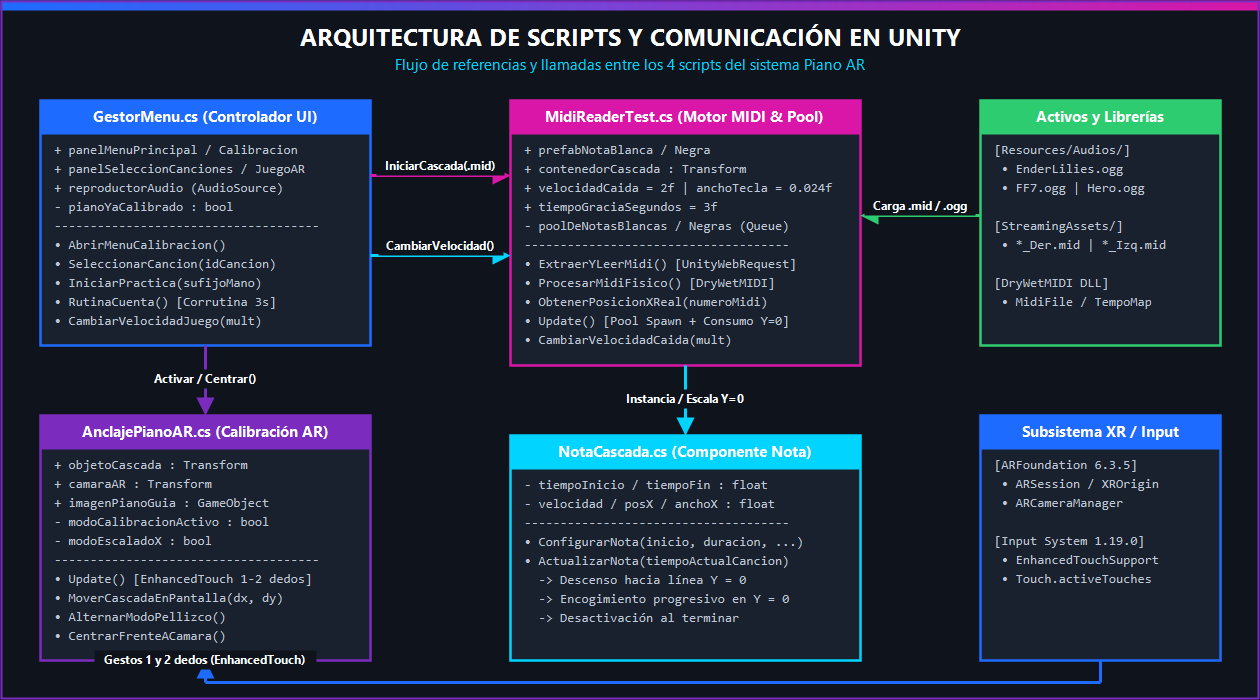 ARQUITECTURA DE SCRIPTS Y COMUNICACIÓN EN UNITY
Flujo de referencias y llamadas entre los 4 scripts del sistema Piano AR
GestorMenu.cs (Controlador UI)
+ panelMenuPrincipal / Calibracion
+ panelSeleccionCanciones / JuegoAR
+ reproductorAudio (AudioSource)
- pianoYaCalibrado : bool
-------------------------------------
• AbrirMenuCalibracion()
• SeleccionarCancion(idCancion)
• IniciarPractica(sufijoMano)
• RutinaCuenta() [Corrutina 3s]
• CambiarVelocidadJuego(mult)
IniciarCascada(.mid)
CambiarVelocidad()
MidiReaderTest.cs (Motor MIDI & Pool)
+ prefabNotaBlanca / Negra
+ contenedorCascada : Transform
+ velocidadCaida = 2f | anchoTecla = 0.024f
+ tiempoGraciaSegundos = 3f
- poolDeNotasBlancas / Negras (Queue)
-------------------------------------
• ExtraerYLeerMidi() [UnityWebRequest]
• ProcesarMidiFisico() [DryWetMIDI]
• ObtenerPosicionXReal(numeroMidi)
• Update() [Pool Spawn + Consumo Y=0]
• CambiarVelocidadCaida(mult)
Carga .mid / .ogg
Activos y Librerías
[Resources/Audios/]
• EnderLilies.ogg
• FF7.ogg | Hero.ogg
[StreamingAssets/]
• *_Der.mid | *_Izq.mid
[DryWetMIDI DLL]
• MidiFile / TempoMap
Activar / Centrar()
Instancia / Escala Y=0
AnclajePianoAR.cs (Calibración AR)
+ objetoCascada : Transform
+ camaraAR : Transform
+ imagenPianoGuia : GameObject
- modoCalibracionActivo : bool
- modoEscaladoX : bool
-------------------------------------
• Update() [EnhancedTouch 1-2 dedos]
• MoverCascadaEnPantalla(dx, dy)
• AlternarModoPellizco()
• CentrarFrenteACamara()
Gestos 1 y 2 dedos (EnhancedTouch)
NotaCascada.cs (Componente Nota)
- tiempoInicio / tiempoFin : float
- velocidad / posX / anchoX : float
-------------------------------------
• ConfigurarNota(inicio, duracion, ...)
• ActualizarNota(tiempoActualCancion)
-> Descenso hacia línea Y = 0
-> Encogimiento progresivo en Y = 0
-> Desactivación al terminar
Subsistema XR / Input
[ARFoundation 6.3.5]
• ARSession / XROrigin
• ARCameraManager
[Input System 1.19.0]
• EnhancedTouchSupport
• Touch.activeTouches